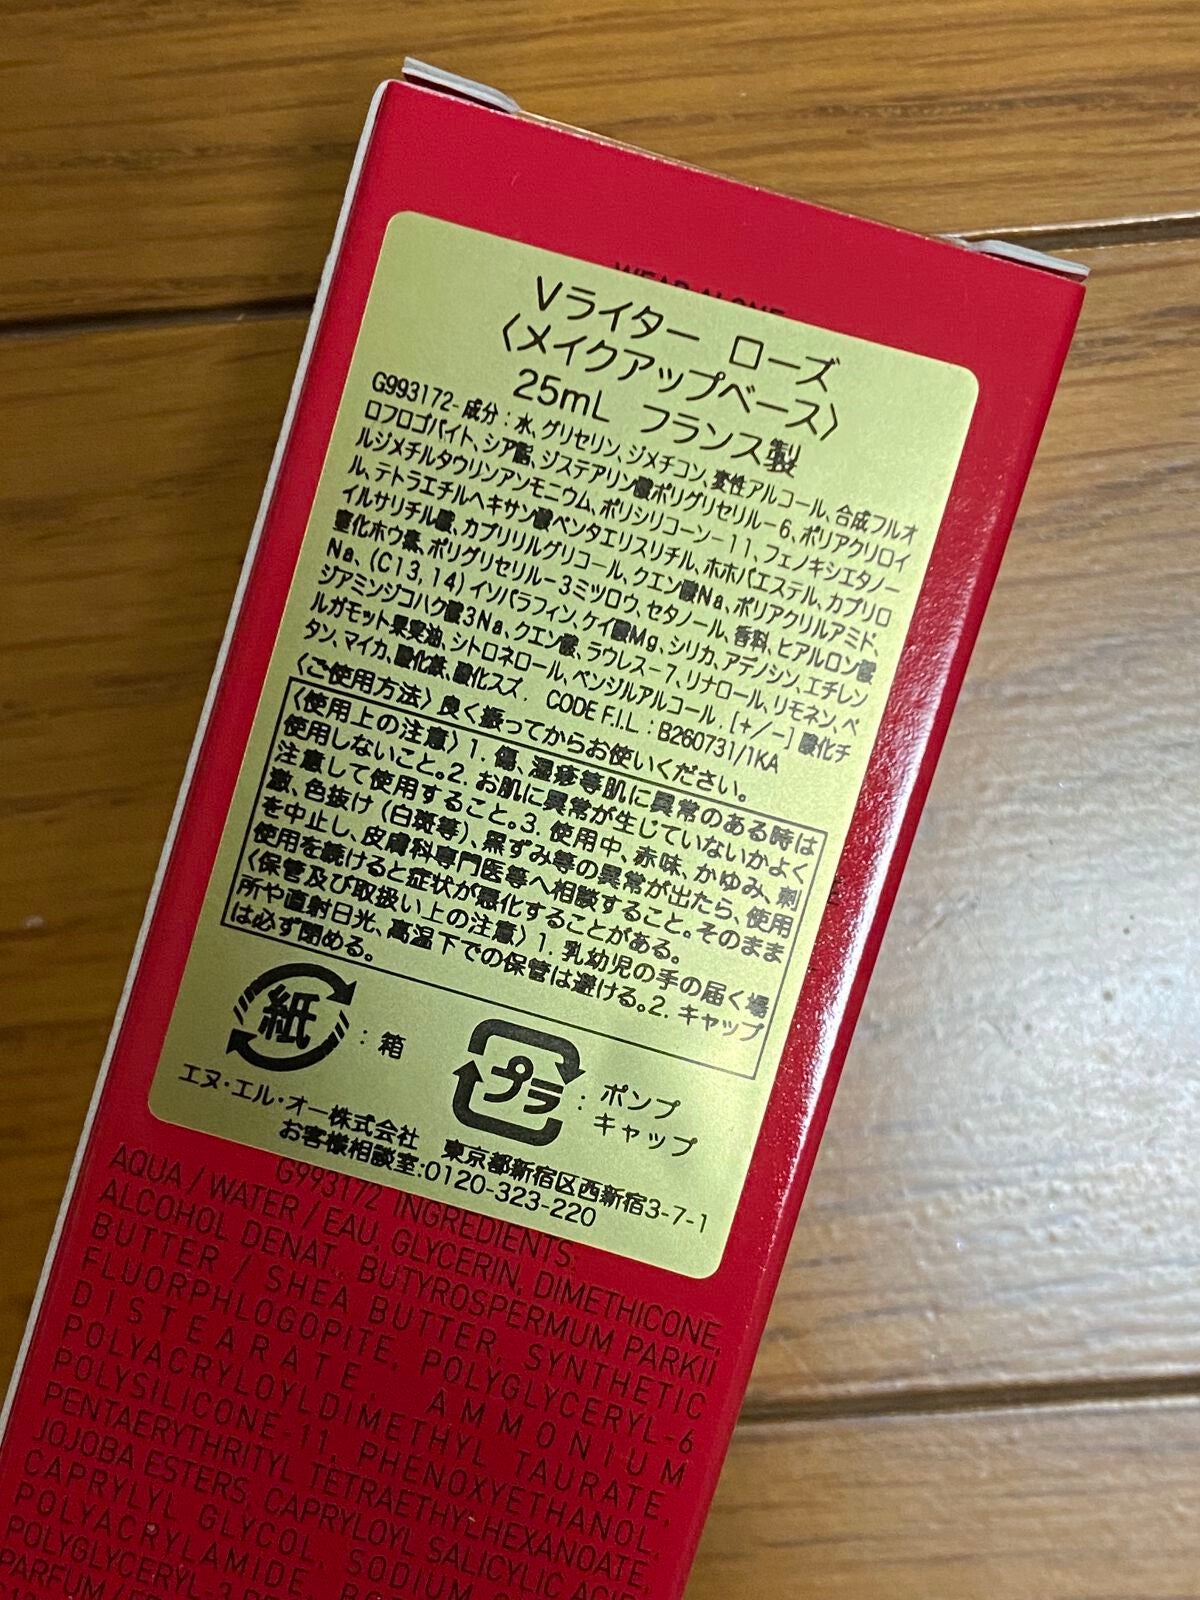 WEAR ALONE
Vライター ローズ
〈メイクアップベース〉
25mL フランス製
G993172-成分：水、グリセリン、ジメチコン、変性アルコール、合成フルオ
ロフロゴパイト、シア脂、ジステアリン酸ポリグリセリル－6、ポリアクリロイ
ルジメチルタウリンアンモニウム、ポリシリコーン－11、フェノキシエタノー
ル、テトラエチルヘキサン酸ペンタエリスリチル、ホホバエステル、カプリロ
イルサリチル酸、カプリリルグリコール、クエン酸Na、ポリアクリルアミド、
窒化ホウ素、ポリグリセリル－3ミツロウ、セタノール、香料、ヒアルロン酸
Na、(C13, 14) イソパラフィン、ケイ酸Mg、シリカ、アデノシン、エチレン
ジアミンジコハク酸3Na、クエン酸、ラウレス－7、リナロール、リモネン、ベ
ルガモット果実油、シトロネロール、ベンジルアルコール．[+/−] 酸化チ
タン、マイカ、酸化鉄、酸化スズ． CODE F.I.L：B260731/1KA
〈ご使用方法〉良く振ってからお使いください。
〈使用上の注意〉1. 傷、湿疹等肌に異常のある時は
使用しないこと。2. お肌に異常が生じていないかよく
注意して使用すること。3. 使用中、赤味、かゆみ、刺
激、色抜け（白斑等）、黒ずみ等の異常が出たら、使用
を中止し、皮膚科専門医等へ相談すること。そのまま
使用を続けると症状が悪化することがある。
〈保管及び取扱い上の注意〉1. 乳幼児の手の届く場
所や直射日光、高温下での保管は避ける。2. キャップ
は必ず閉める。
紙：箱
プラ：ポンプ
キャップ
エヌ・エル・オー株式会社 東京都新宿区西新宿3-7-1
お客様相談室:0120-323-220
G993172 INGREDIENTS:
AQUA / WATER / EAU, GLYCERIN, DIMETHICONE,
ALCOHOL DENAT., BUTYROSPERMUM PARKII
BUTTER / SHEA BUTTER, SYNTHETIC
FLUORPHLOGOPITE, POLYGLYCERYL-6
DISTEARATE, AMMONIUM
POLYACRYLOYLDIMETHYL TAURATE,
POLYSILICONE-11, PHENOXYETHANOL,
PENTAERYTHRITYL TETRAETHYLHEXANOATE,
JOJOBA ESTERS, CAPRYLOYL SALICYLIC ACID,
CAPRYLYL GLYCOL, SODIUM
POLYACRYLAMIDE,
POLYGLYCERYL-3
PARFUM /